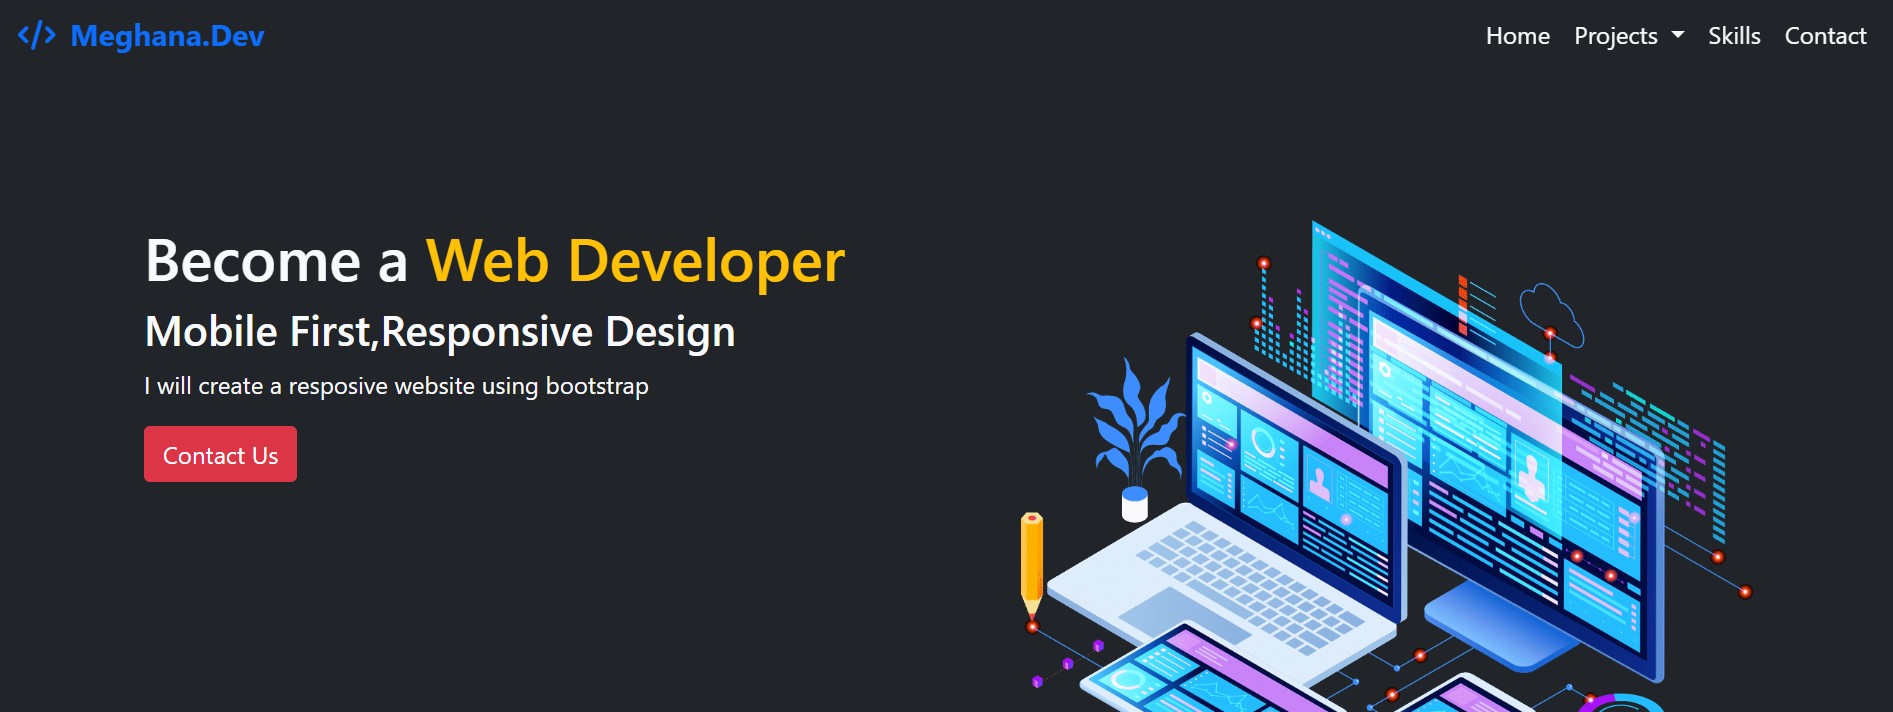 </> Meghana.Dev
Home Projects Skills Contact
Become a Web Developer
Mobile First,Responsive Design
I will create a resposive website using bootstrap
Contact Us